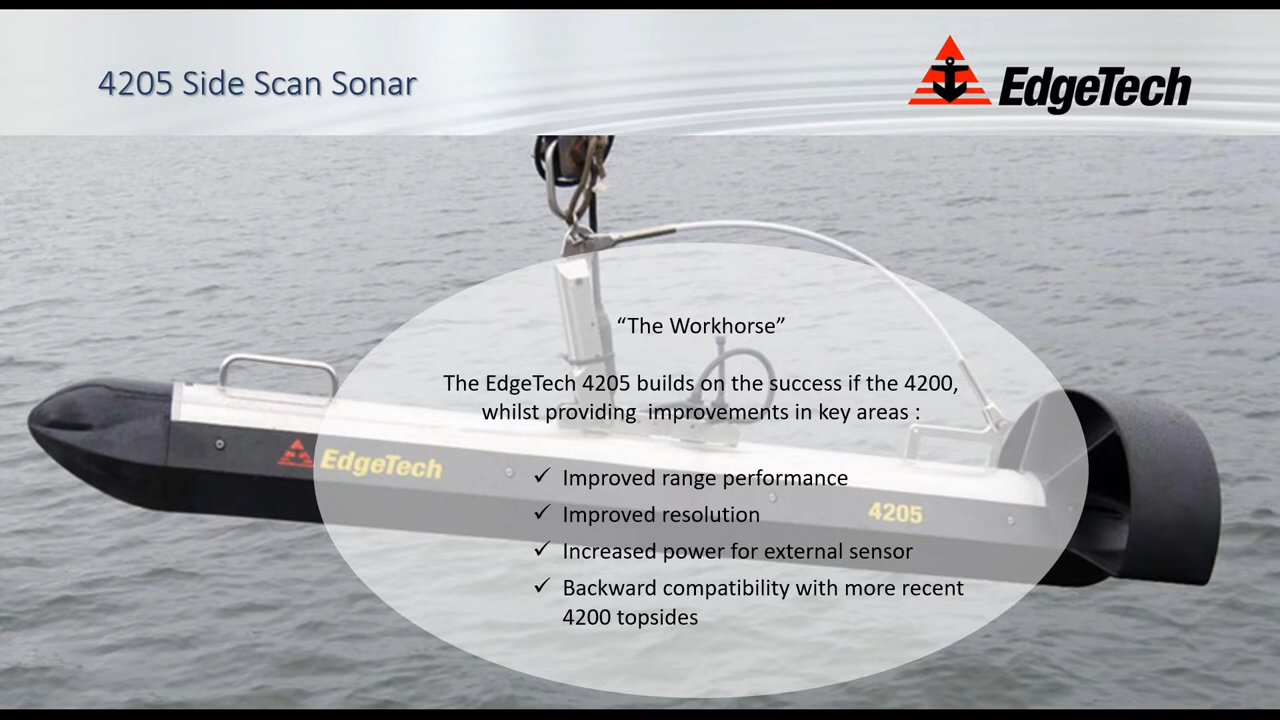 4205 Side Scan Sonar
EdgeTech
“The Workhorse”
The EdgeTech 4205 builds on the success if the 4200,
whilst providing  improvements in key areas :
✓ Improved range performance
✓ Improved resolution
✓ Increased power for external sensor
✓ Backward compatibility with more recent
4200 topsides
EdgeTech
4205